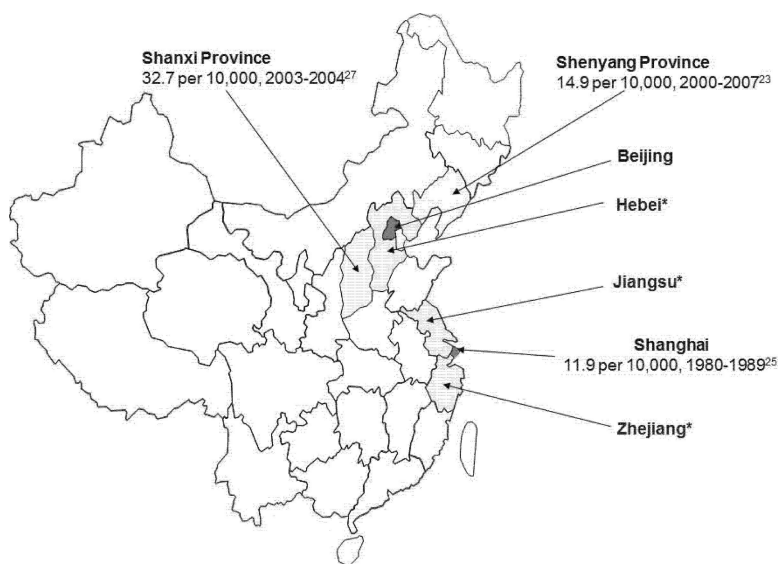 Shanxi Province
32.7 per 10,000, 2003-2004²⁷
Shenyang Province
14.9 per 10,000, 2000-2007²³
Beijing
Hebei*
Jiangsu*
Shanghai
11.9 per 10,000, 1980-1989²⁵
Zhejiang*